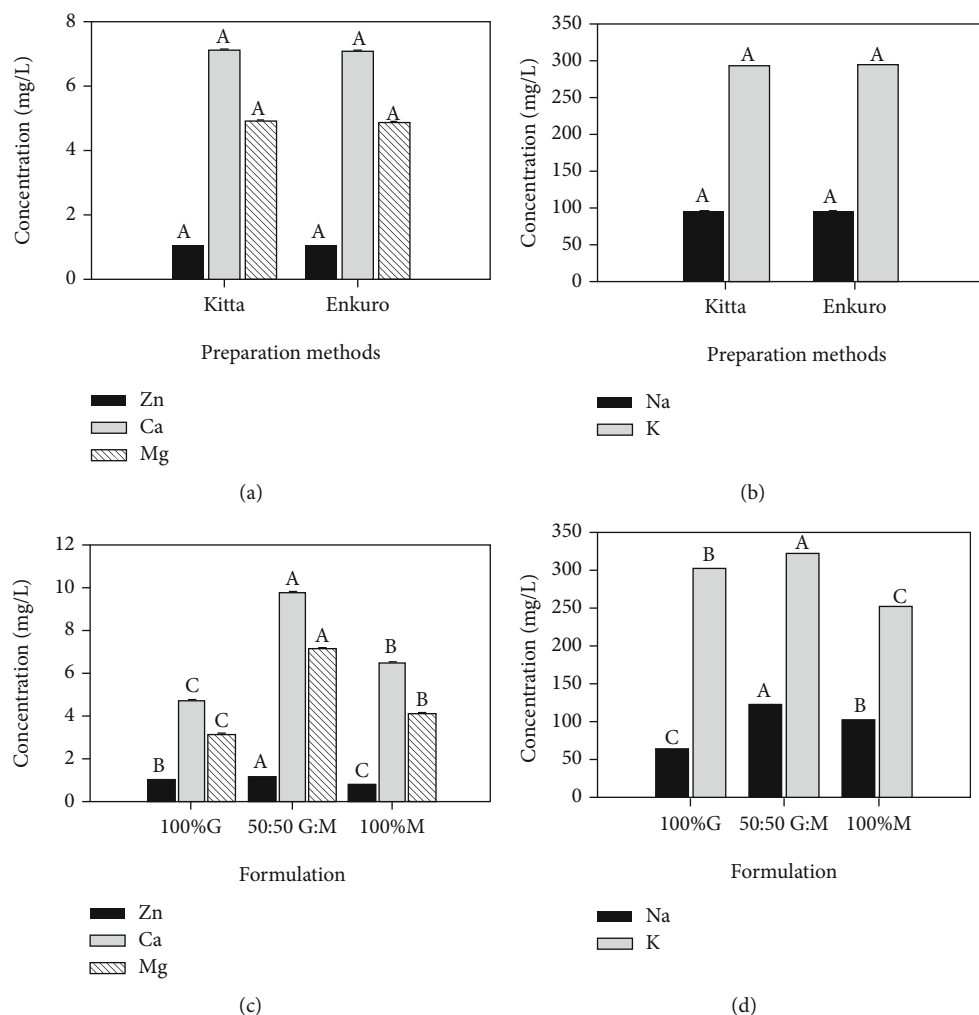 8
6
4
2
0
Concentration (mg/L)
A
A
A
A
A
A
Kitta
Enkuro
Preparation methods
Zn
Ca
Mg
(a)
350
300
250
200
150
100
50
0
Concentration (mg/L)
A
A
A
A
Kitta
Enkuro
Preparation methods
Na
K
(b)
12
10
8
6
4
2
0
Concentration (mg/L)
B
C
C
A
A
A
C
B
B
100%G
50:50 G:M
100%M
Formulation
Zn
Ca
Mg
(c)
350
300
250
200
150
100
50
0
Concentration (mg/L)
C
B
A
A
B
C
100%G
50:50 G:M
100%M
Formulation
Na
K
(d)